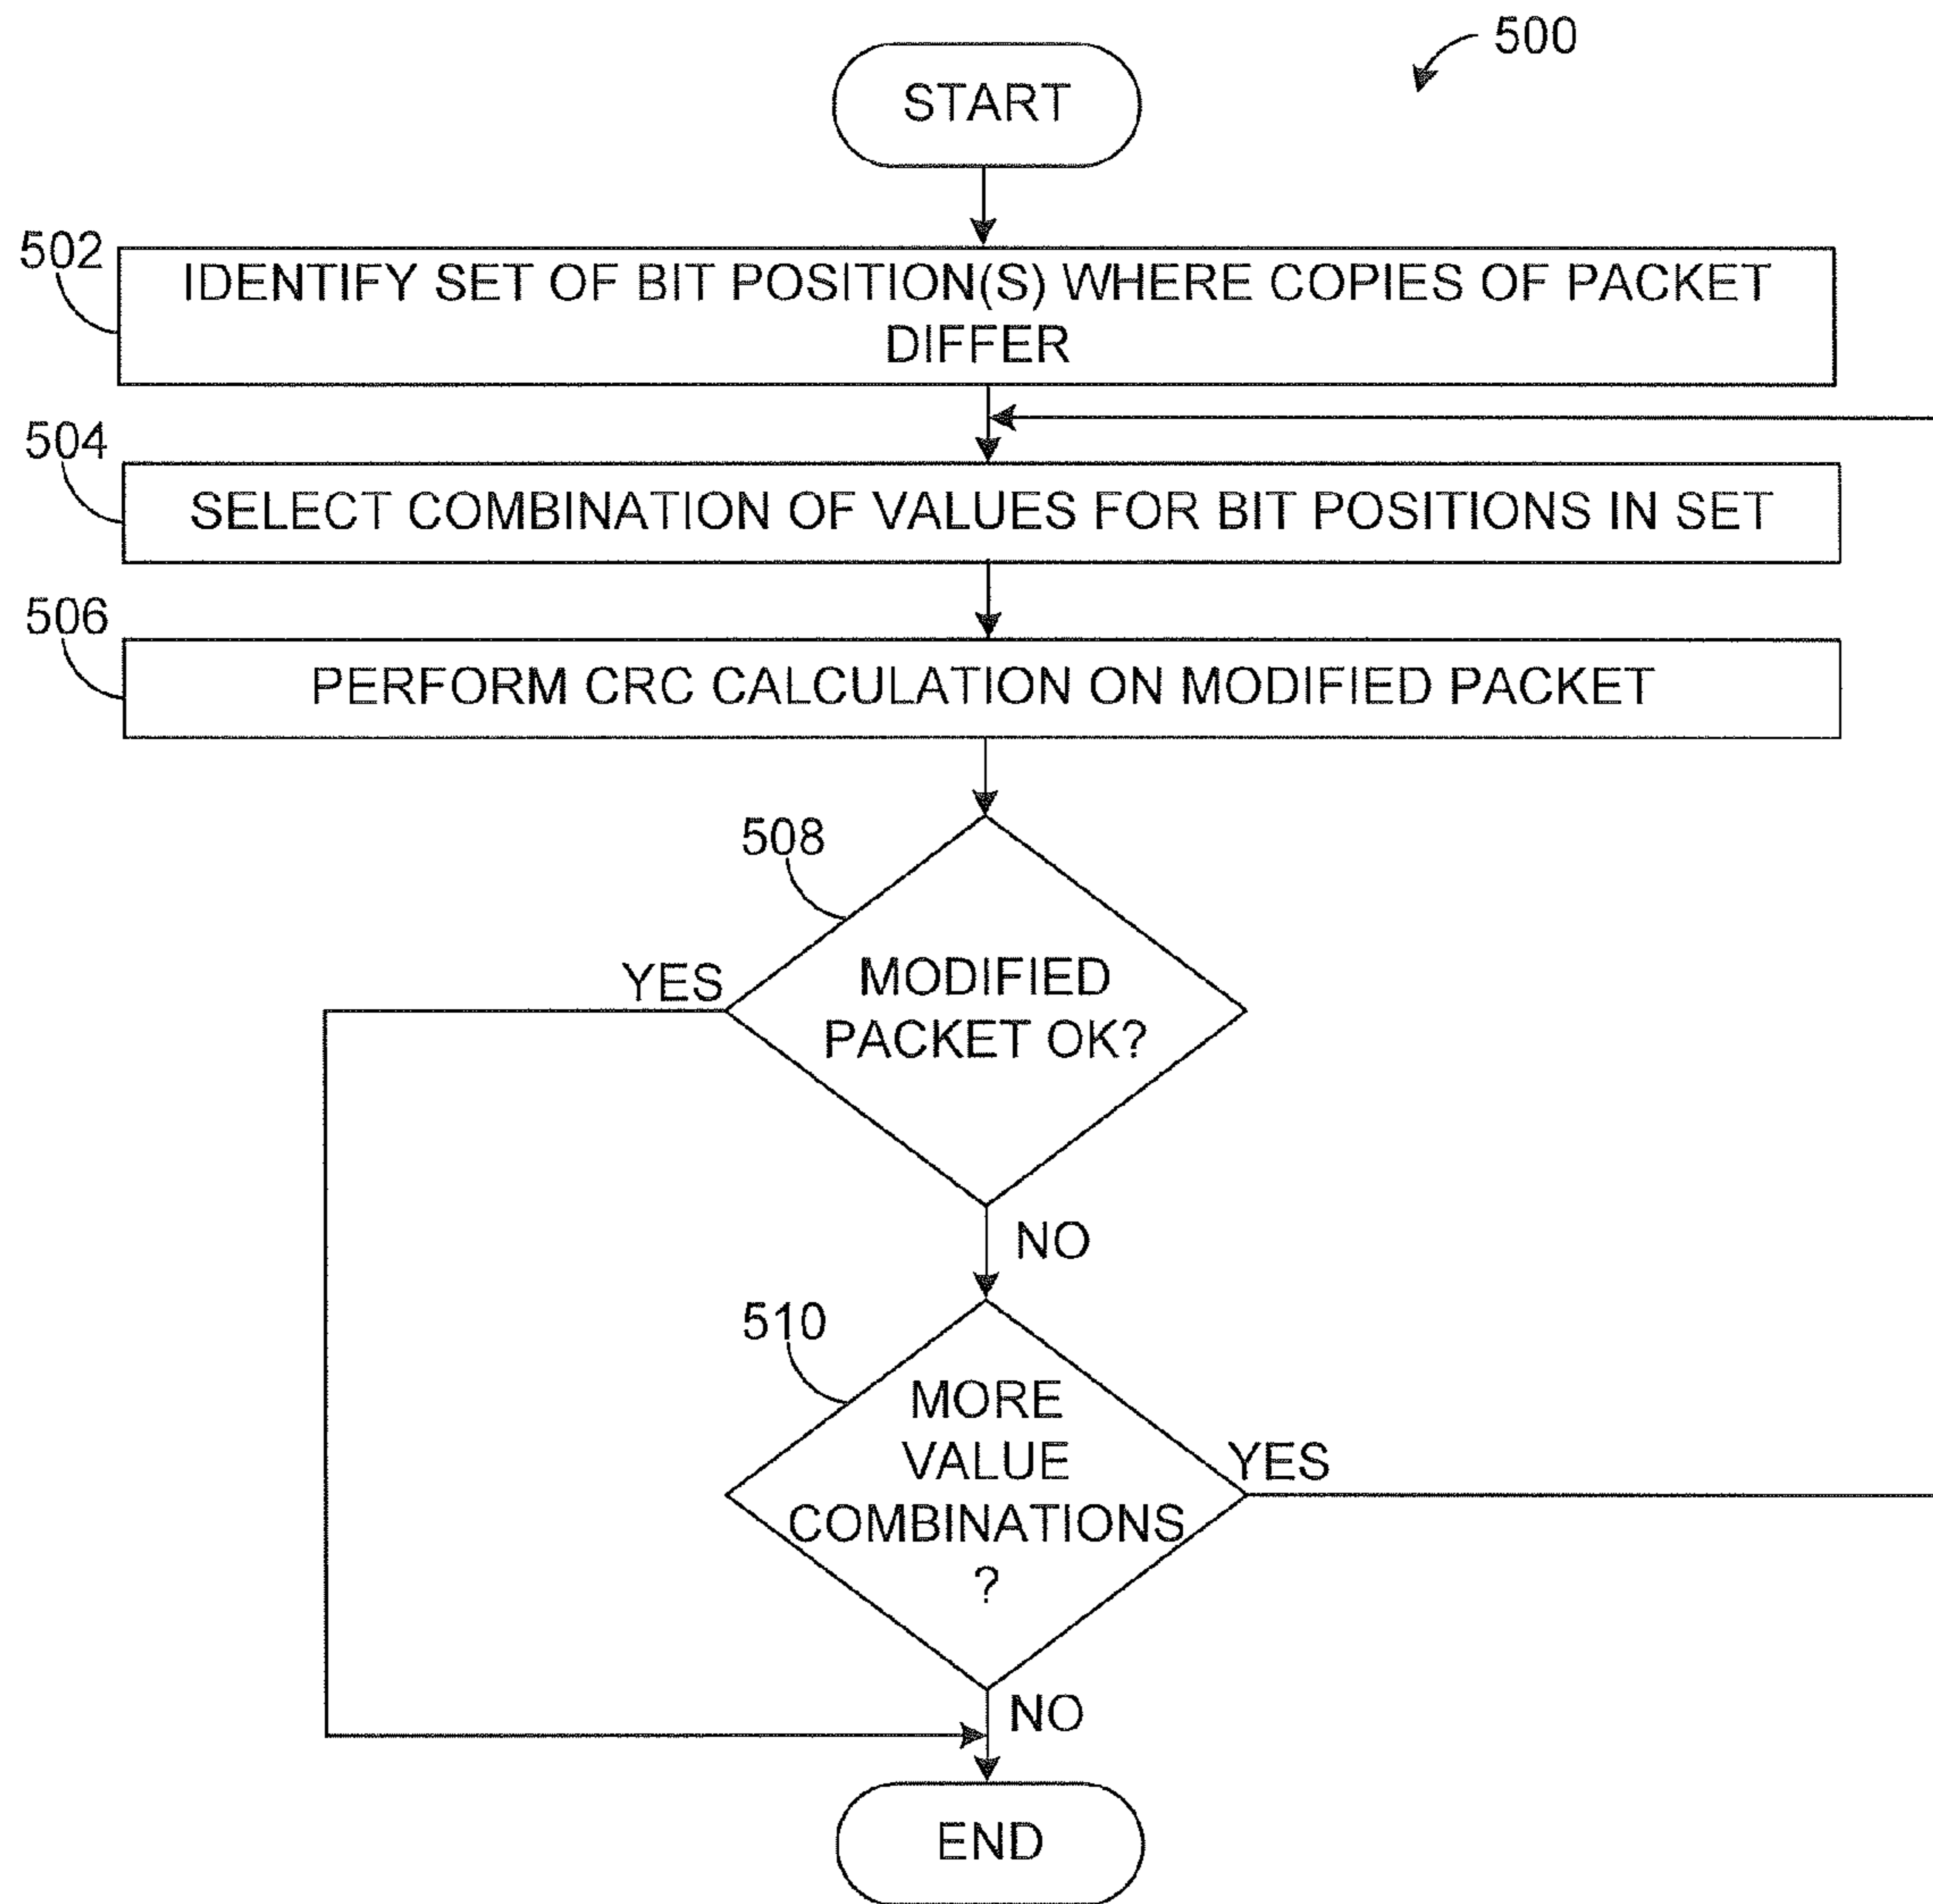 500
START
502
IDENTIFY SET OF BIT POSITION(S) WHERE COPIES OF PACKET
DIFFER
504
SELECT COMBINATION OF VALUES FOR BIT POSITIONS IN SET
506
PERFORM CRC CALCULATION ON MODIFIED PACKET
508
YES
MODIFIED
PACKET OK?
NO
510
MORE
VALUE
COMBINATIONS
?
YES
NO
END